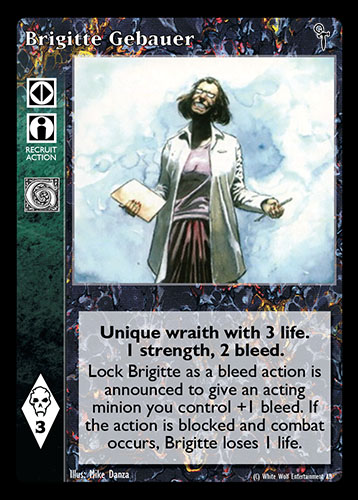 Brigitte Gebauer
RECRUIT
ACTION
Unique wraith with 3 life.
1 strength, 2 bleed.
Lock Brigitte as a bleed action is
announced to give an acting
minion you control +1 bleed. If
the action is blocked and combat
occurs, Brigitte loses 1 life.
3
Illus: Mike Danza
(C) White Wolf Entertainment AB